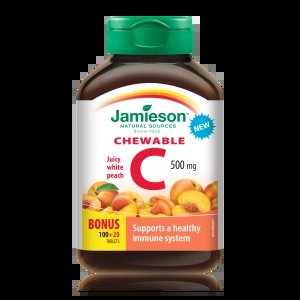 Jamieson
NATURAL SOURCES
Since 1922
NEW
CHEWABLE
Juicy
white
peach
C
500 mg
BONUS
100+20
TABLETS
Supports a healthy
immune system